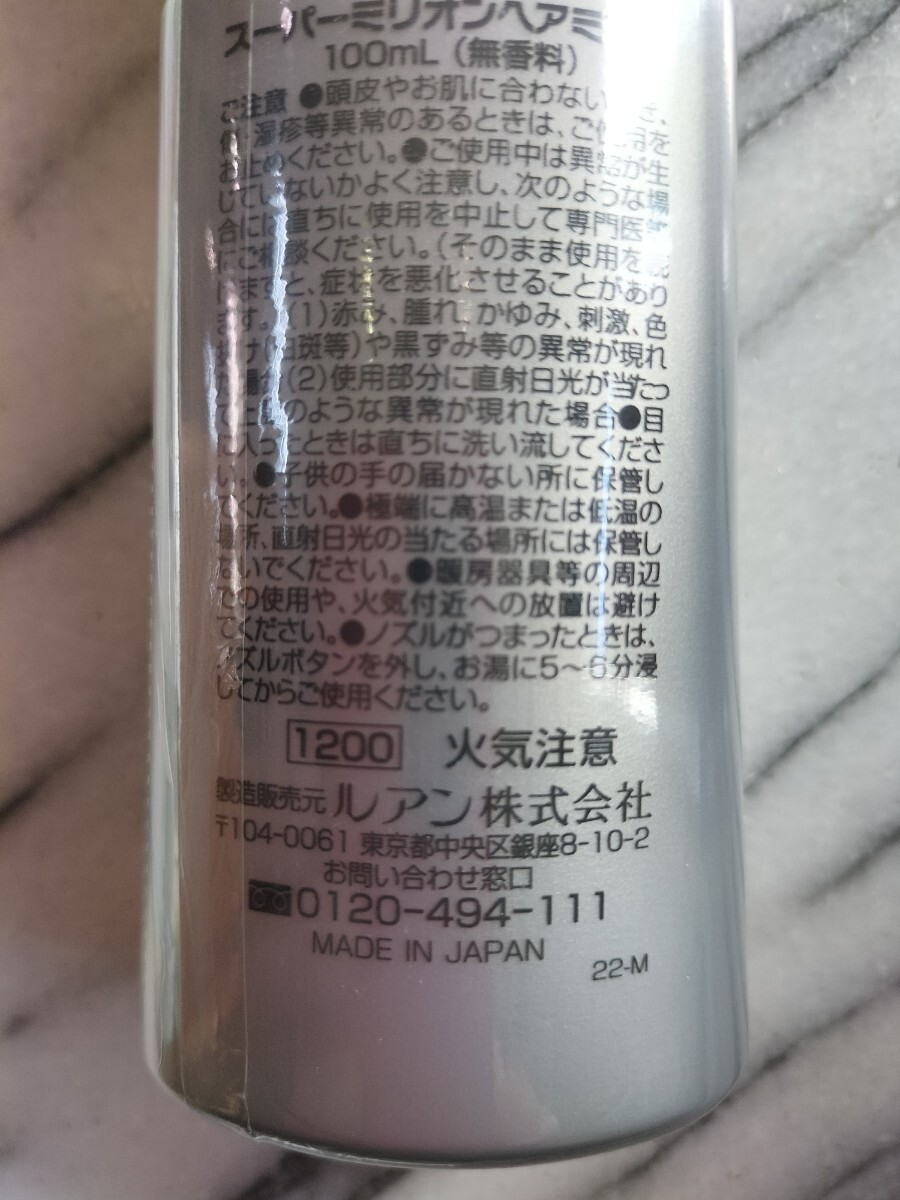 スーパーミリオンヘアミ
100mL（無香料）
ご注意 ●頭皮やお肌に合わない き、
傷、湿疹等異常のあるときは、ご使用を
お止めください。●ご使用中は異常が生
じていないかよく注意し、次のような場
合には直ちに使用を中止して専門医等
にご相談ください。(そのまま使用を続
けますと、症状を悪化させることがあり
ます。)(1)赤み、腫れ、かゆみ、刺激、色
抜け(白斑等)や黒ずみ等の異常が現れ
た場合(2)使用部分に直射日光が当たっ
て上記のような異常が現れた場合●目
に入ったときは直ちに洗い流してくださ
い。●子供の手の届かない所に保管し
てください。●極端に高温または低温の
場所、直射日光の当たる場所には保管し
ないでください。●暖房器具等の周辺
での使用や、火気付近への放置は避け
てください。●ノズルがつまったときは、
ノズルボタンを外し、お湯に5〜6分浸
してからご使用ください。
1200 火気注意
製造販売元 ルアン株式会社
〒104-0061 東京都中央区銀座8-10-2
お問い合わせ窓口
0120-494-111
MADE IN JAPAN
22-M